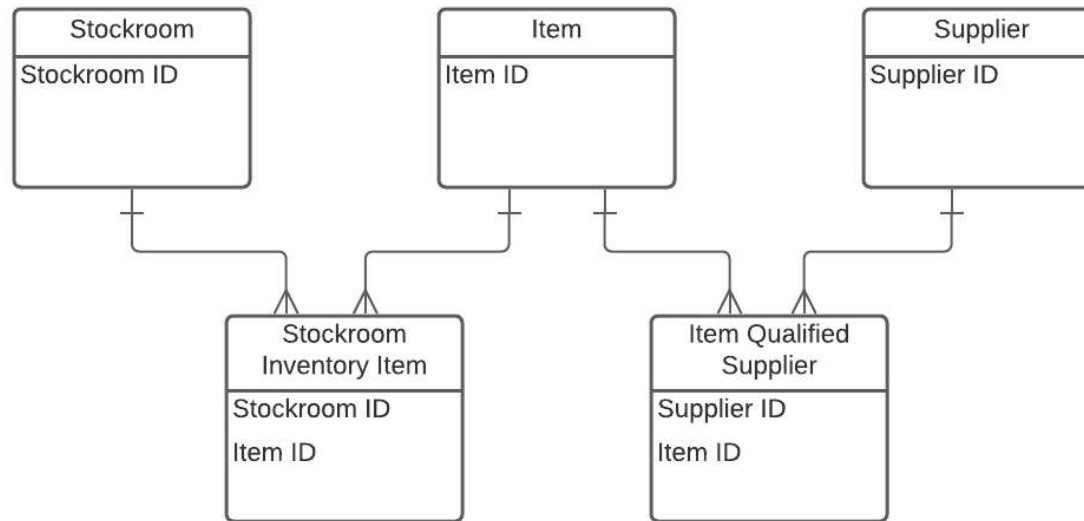 Stockroom
Stockroom ID
Item
Item ID
Supplier
Supplier ID
Stockroom
Inventory Item
Stockroom ID
Item ID
Item Qualified
Supplier
Supplier ID
Item ID